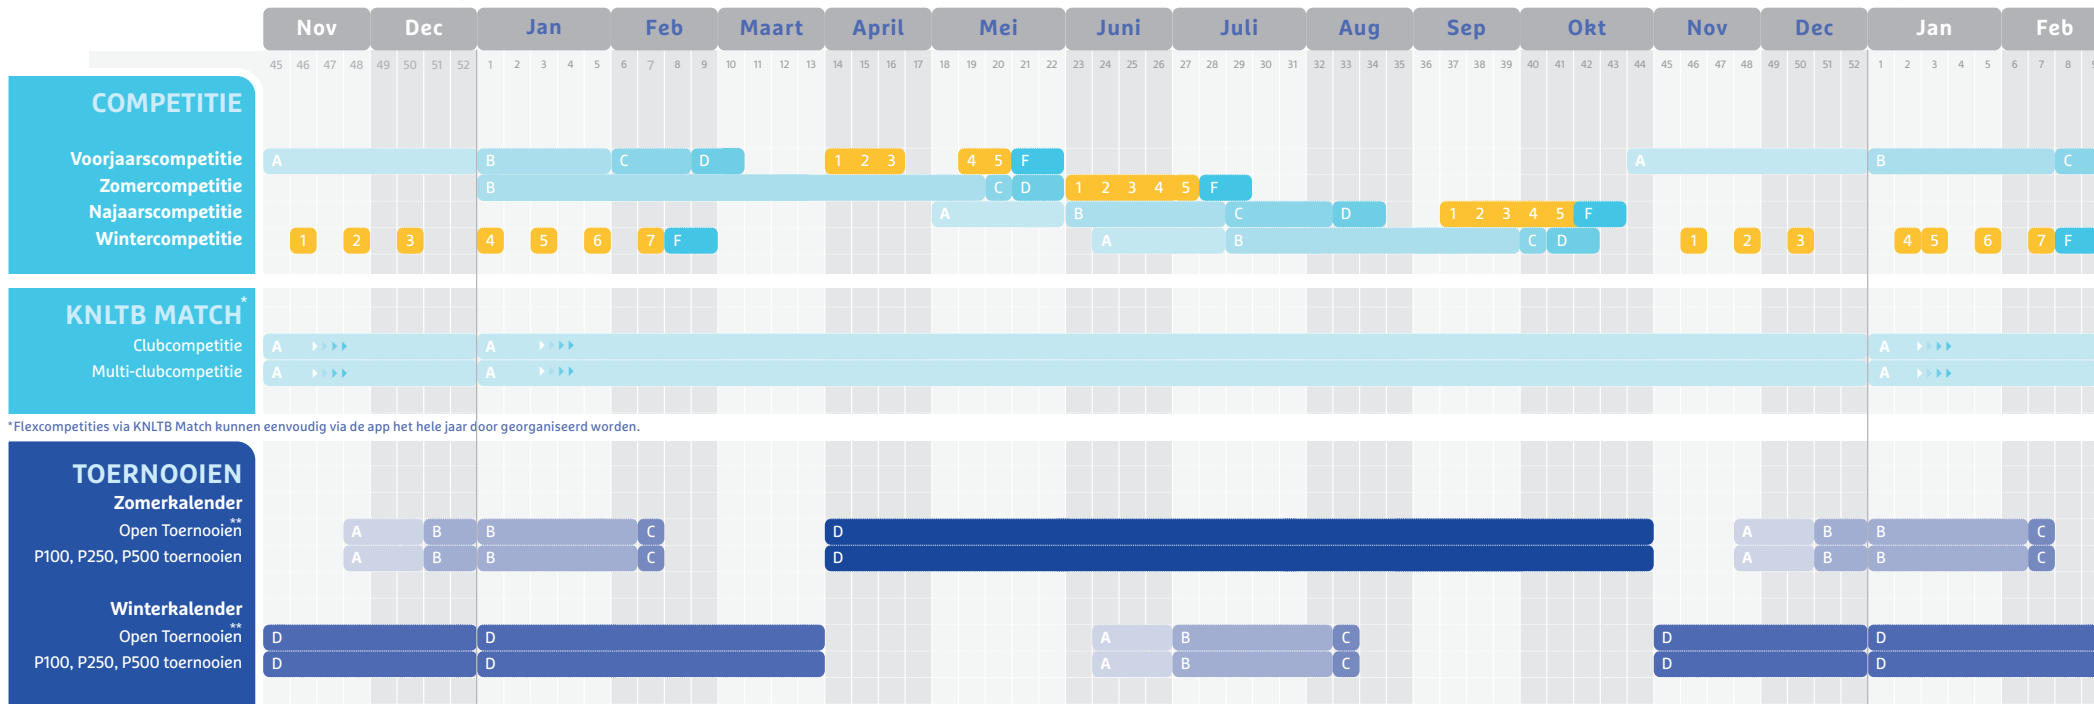 Nov Dec Jan Feb Maart April Mei Juni Juli Aug Sep Okt Nov Dec Jan Feb
45 46 47 48 49 50 51 52 1 2 3 4 5 6 7 8 9 10 11 12 13 14 15 16 17 18 19 20 21 22 23 24 25 26 27 28 29 30 31 32 33 34 35 36 37 38 39 40 41 42 43 44 45 46 47 48 49 50 51 52 1 2 3 4 5 6 7 8
COMPETITIE
Voorjaarscompetitie A B C D 1 2 3 4 5 F A B C
Zomercompetitie B C D 1 2 3 4 5 F
Najaarscompetitie A B C D 1 2 3 4 5 F
Wintercompetitie 1 2 3 4 5 6 7 F A B C D 1 2 3 4 5 6 7 F
KNLTB MATCH*
Clubcompetitie A A A
Multi-clubcompetitie A A A
*Flexcompetities via KNLTB Match kunnen eenvoudig via de app het hele jaar door georganiseerd worden.
TOERNOOIEN
Zomerkalender
Open Toernooien** A B B C D A B B C
P100, P250, P500 toernooien A B B C D A B B C
Winterkalender
Open Toernooien** D D A B C D D
P100, P250, P500 toernooien D D A B C D D